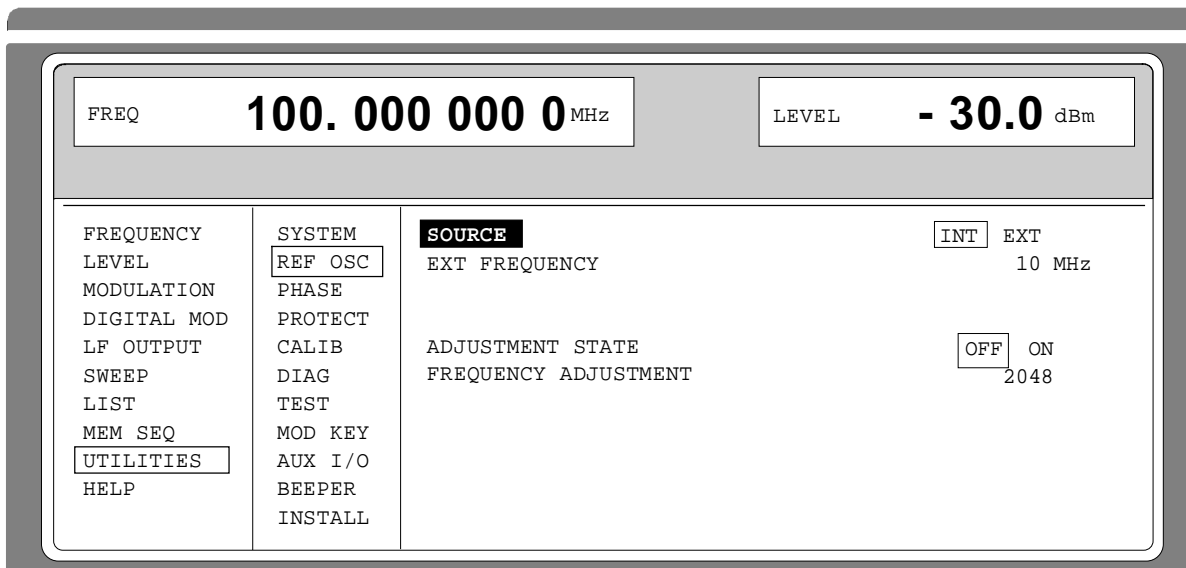 FREQ 100. 000 000 0 MHz LEVEL - 30.0 dBm
FREQUENCY SYSTEM SOURCE INT EXT
LEVEL REF OSC EXT FREQUENCY 10 MHz
MODULATION PHASE
DIGITAL MOD PROTECT
LF OUTPUT CALIB ADJUSTMENT STATE OFF ON
SWEEP DIAG FREQUENCY ADJUSTMENT 2048
LIST TEST
MEM SEQ MOD KEY
UTILITIES AUX I/O
HELP BEEPER
INSTALL